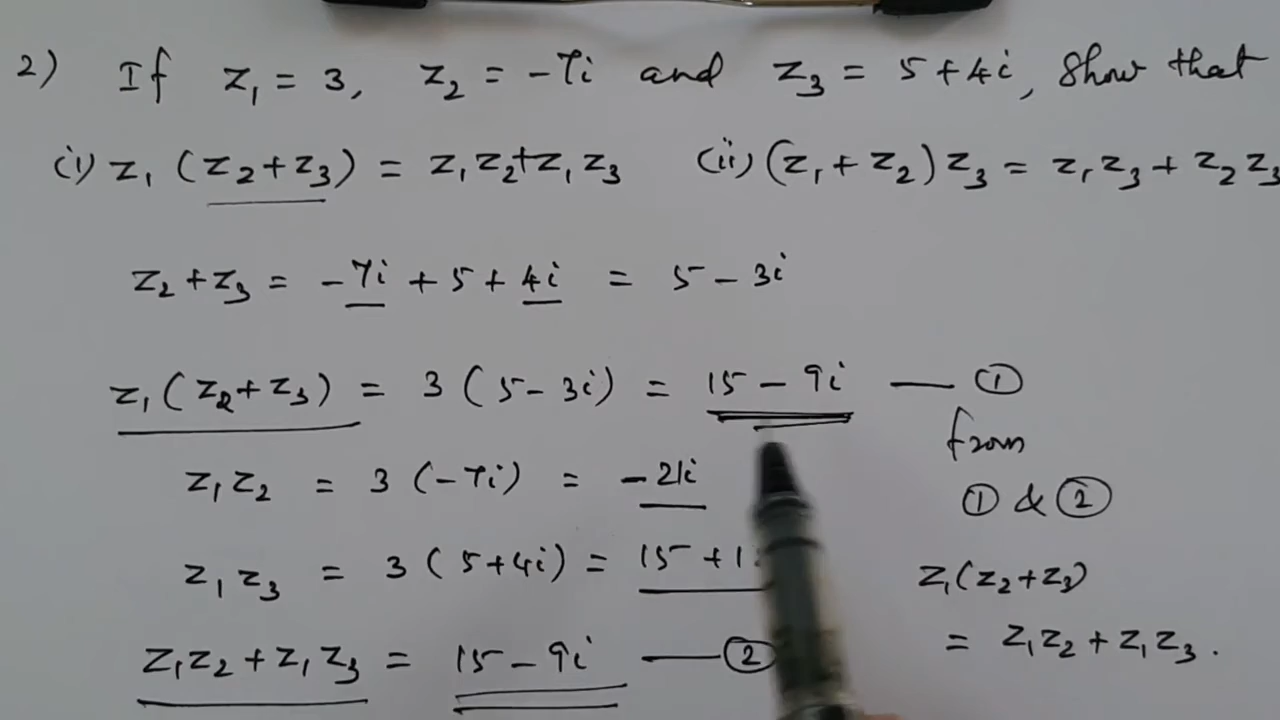 2) If z₁ = 3, z₂ = -7i and z₃ = 5+4i, Show that
(i) z₁ (z₂+z₃) = z₁z₂+z₁z₃ (ii) (z₁+z₂)z₃ = z₁z₃+z₂z₃
z₂+z₃ = -7i + 5 + 4i = 5-3i
z₁(z₂+z₃) = 3 (5-3i) = 15-9i — ①
z₁z₂ = 3 (-7i) = -21i
z₁z₃ = 3 (5+4i) = 15+1
z₁z₂+z₁z₃ = 15-9i — ②
from
① & ②
z₁(z₂+z₃)
= z₁z₂+z₁z₃.